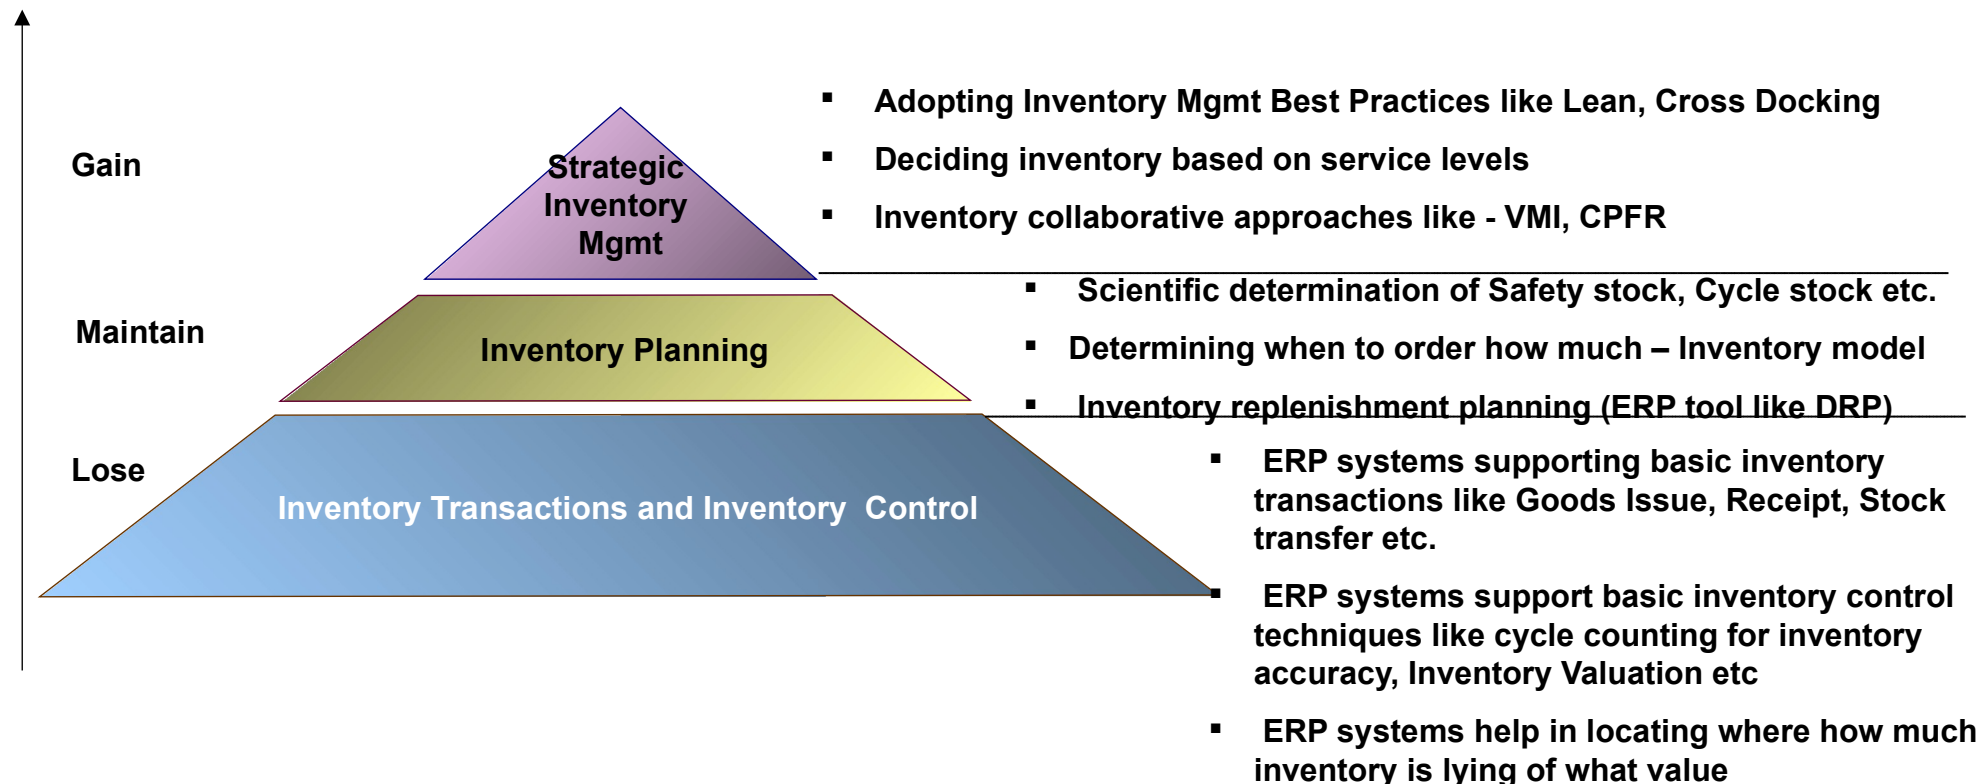 Gain
Strategic
Inventory
Mgmt
▪ Adopting Inventory Mgmt Best Practices like Lean, Cross Docking
▪ Deciding inventory based on service levels
▪ Inventory collaborative approaches like - VMI, CPFR
Maintain
Inventory Planning
▪ Scientific determination of Safety stock, Cycle stock etc.
▪ Determining when to order how much – Inventory model
▪ Inventory replenishment planning (ERP tool like DRP)
Lose
Inventory Transactions and Inventory Control
▪ ERP systems supporting basic inventory
transactions like Goods Issue, Receipt, Stock
transfer etc.
▪ ERP systems support basic inventory control
techniques like cycle counting for inventory
accuracy, Inventory Valuation etc
▪ ERP systems help in locating where how much
inventory is lying of what value